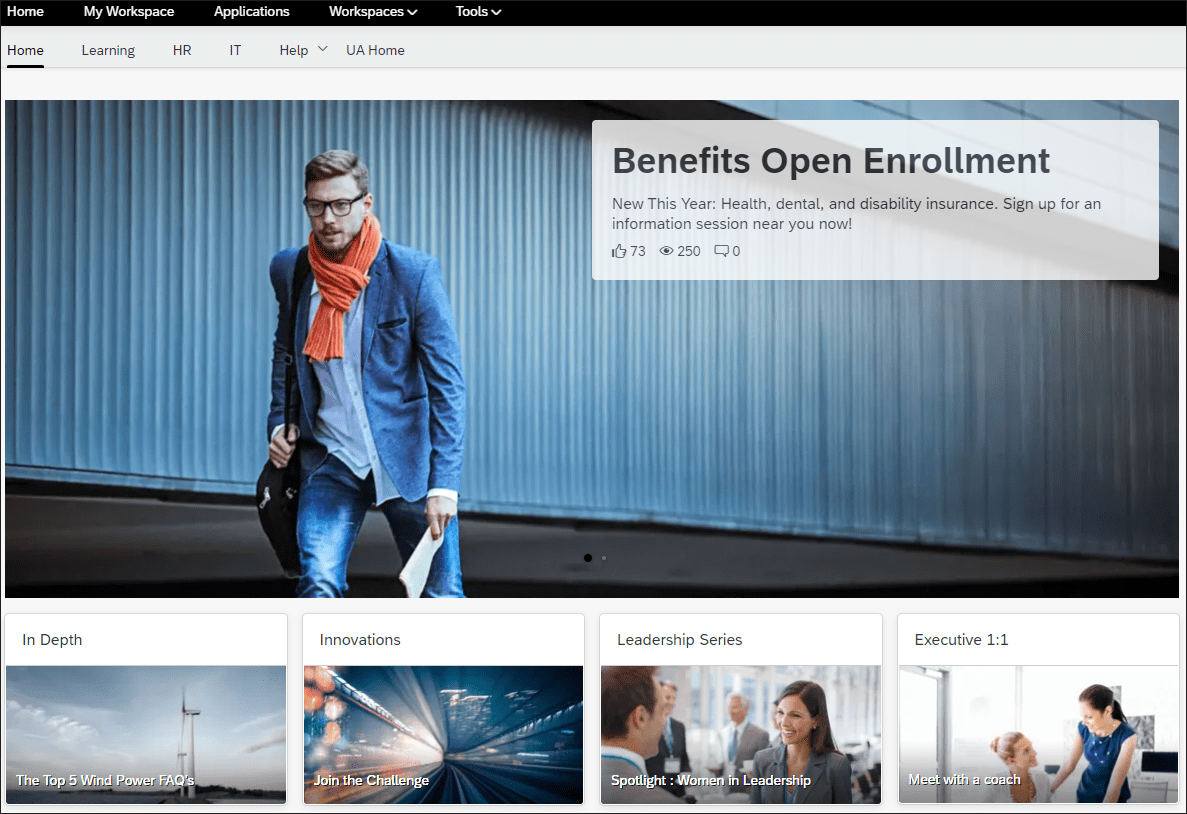 Home My Workspace Applications Workspaces Tools
Home Learning HR IT Help UA Home
Benefits Open Enrollment
New This Year: Health, dental, and disability insurance. Sign up for an
information session near you now!
73 250 0
In Depth
The Top 5 Wind Power FAQ's
Innovations
Join the Challenge
Leadership Series
Spotlight : Women in Leadership
Executive 1:1
Meet with a coach